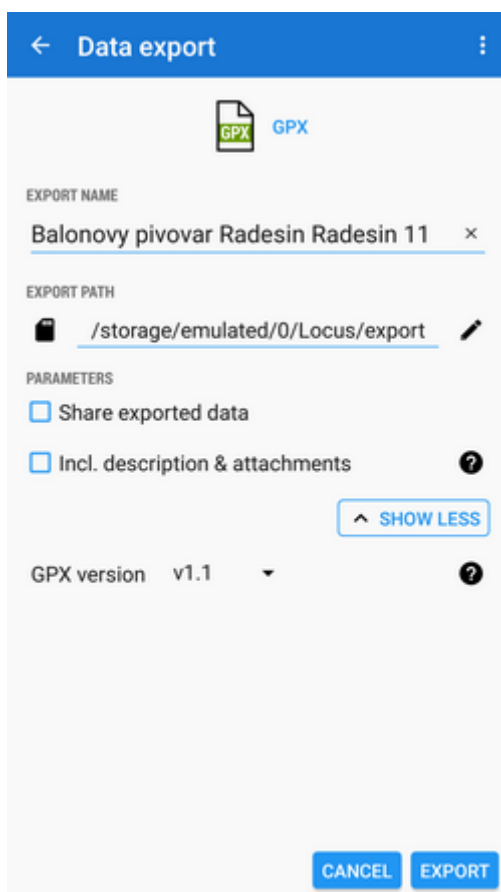 Data export
GPX GPX
EXPORT NAME
Balonovy pivovar Radesin Radesin 11
EXPORT PATH
/storage/emulated/0/Locus/export
PARAMETERS
Share exported data
Incl. description & attachments
SHOW LESS
GPX version v1.1
CANCEL EXPORT